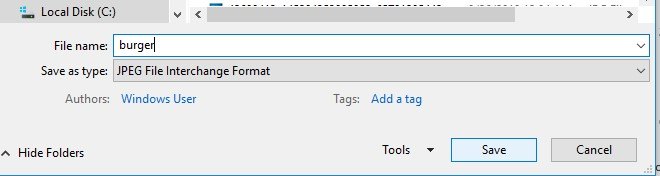 Local Disk (C:)
File name: burger
Save as type: JPEG File Interchange Format
Authors: Windows User Tags: Add a tag
Hide Folders Tools Save Cancel